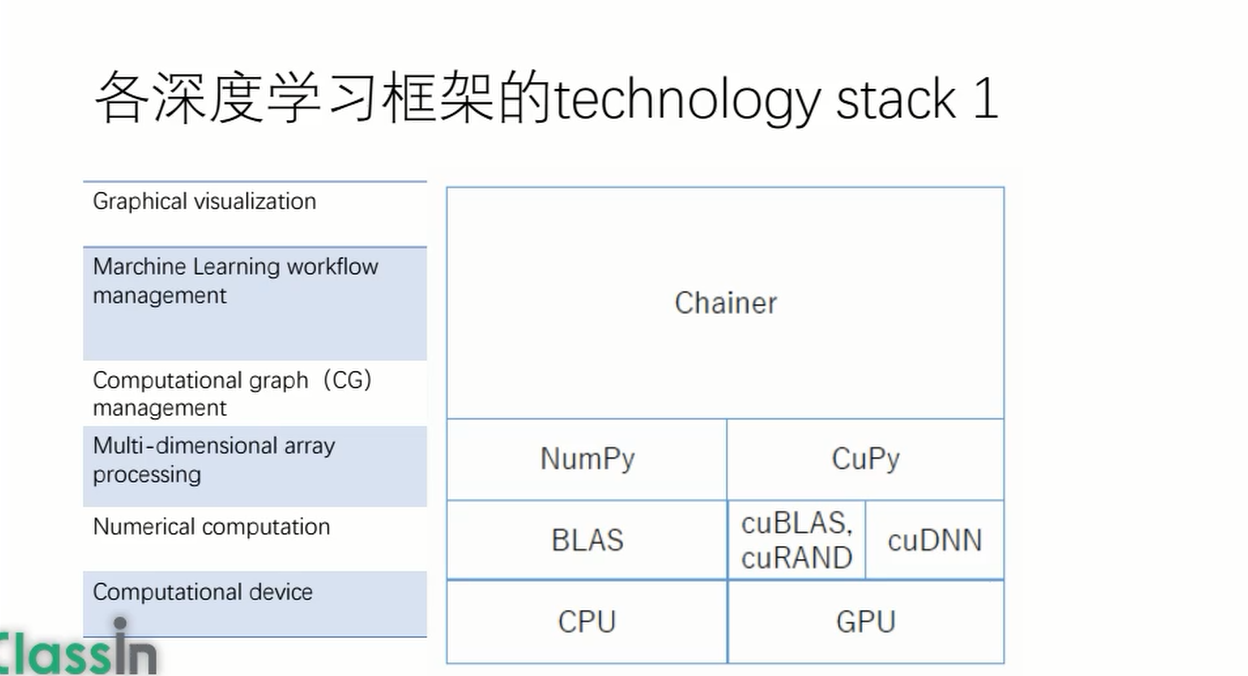 各深度学习框架的technology stack 1
Graphical visualization
Marchine Learning workflow
management
Computational graph（CG）
management
Multi-dimensional array
processing
Numerical computation
Computational device
Chainer
NumPy
CuPy
BLAS
cuBLAS,
cuRAND
cuDNN
CPU
GPU
ClassIn